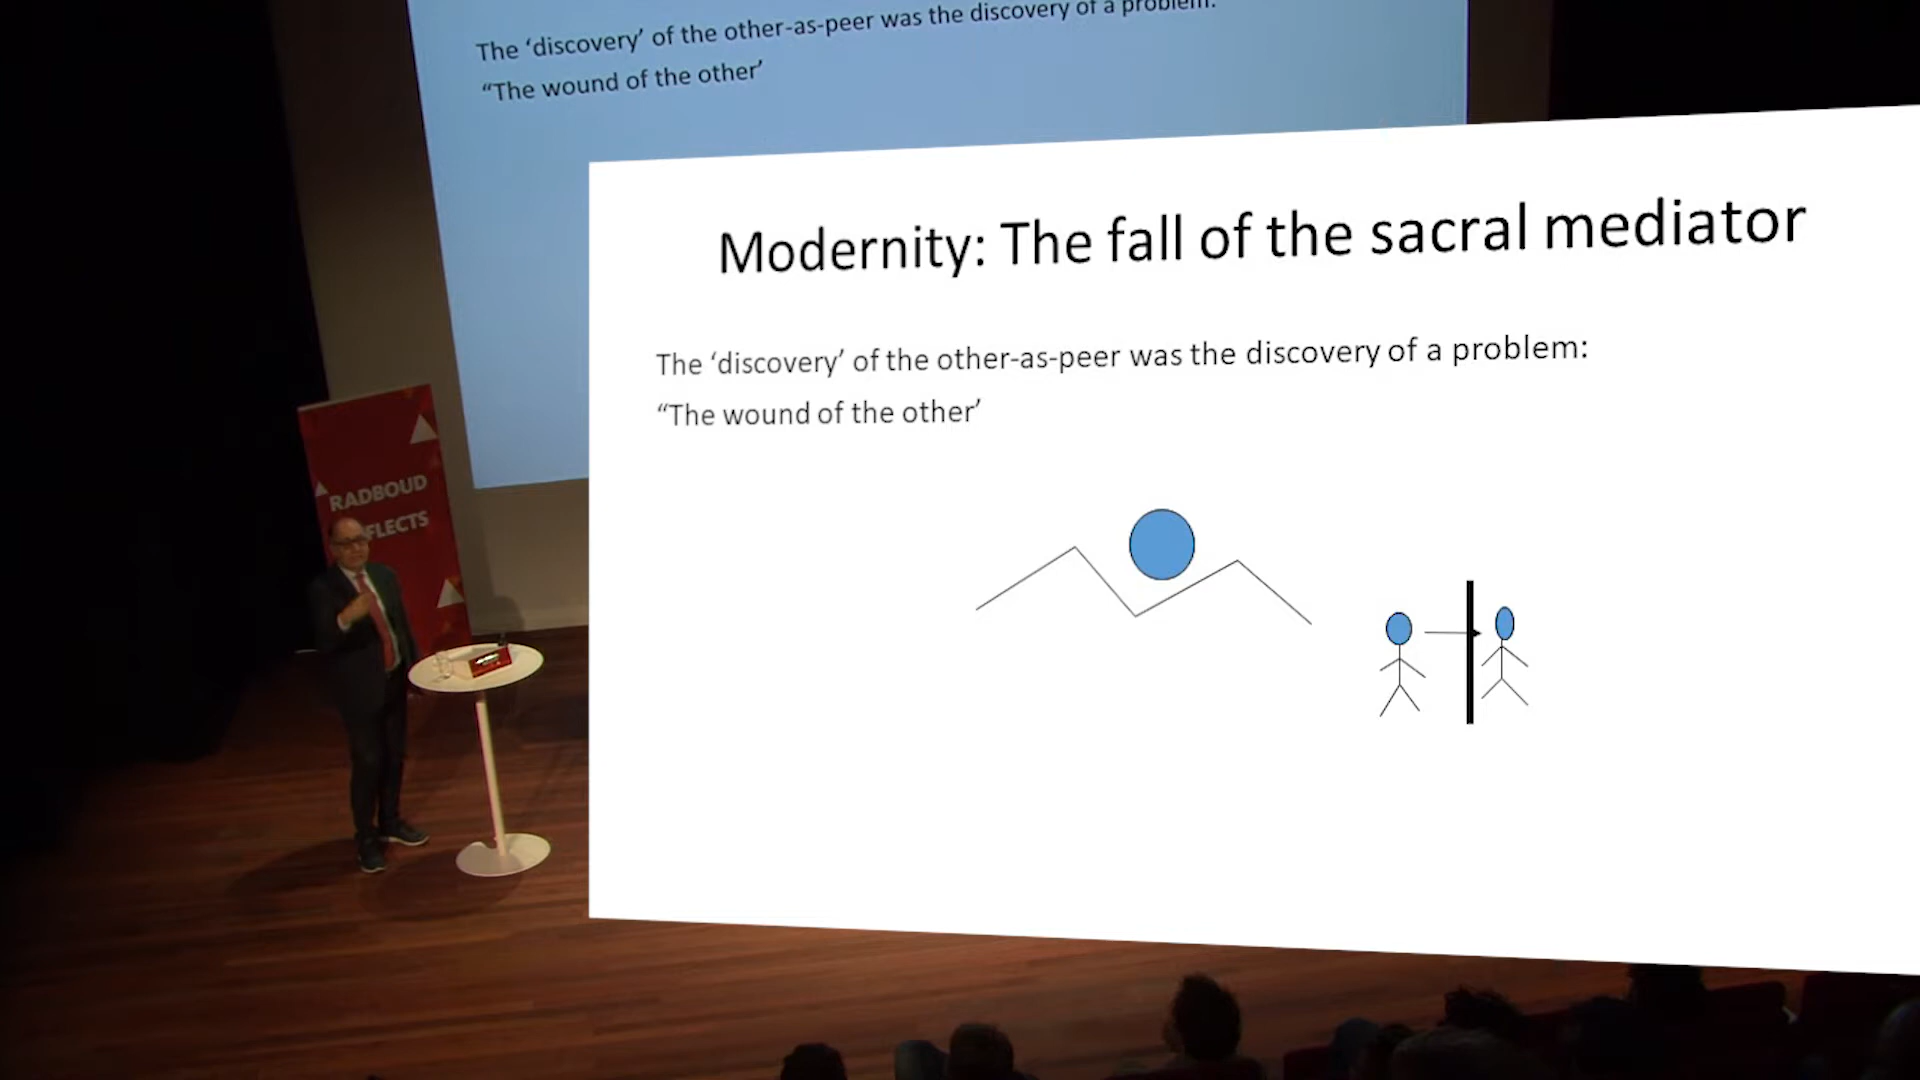 The ‘discovery’ of the other-as-peer was the discovery of a problem:
“The wound of the other’
Modernity: The fall of the sacral mediator
The ‘discovery’ of the other-as-peer was the discovery of a problem:
“The wound of the other’
RADBOUD
FLECTS